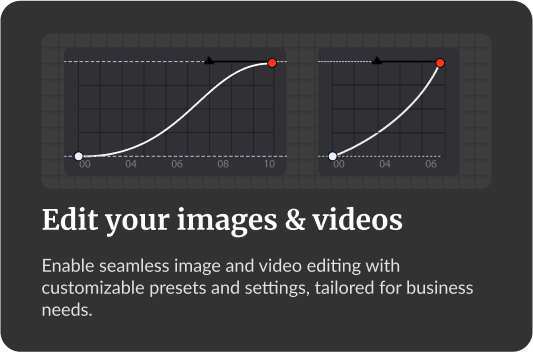 00 04 06 08 10 00 04 06
Edit your images & videos
Enable seamless image and video editing with
customizable presets and settings, tailored for business
needs.